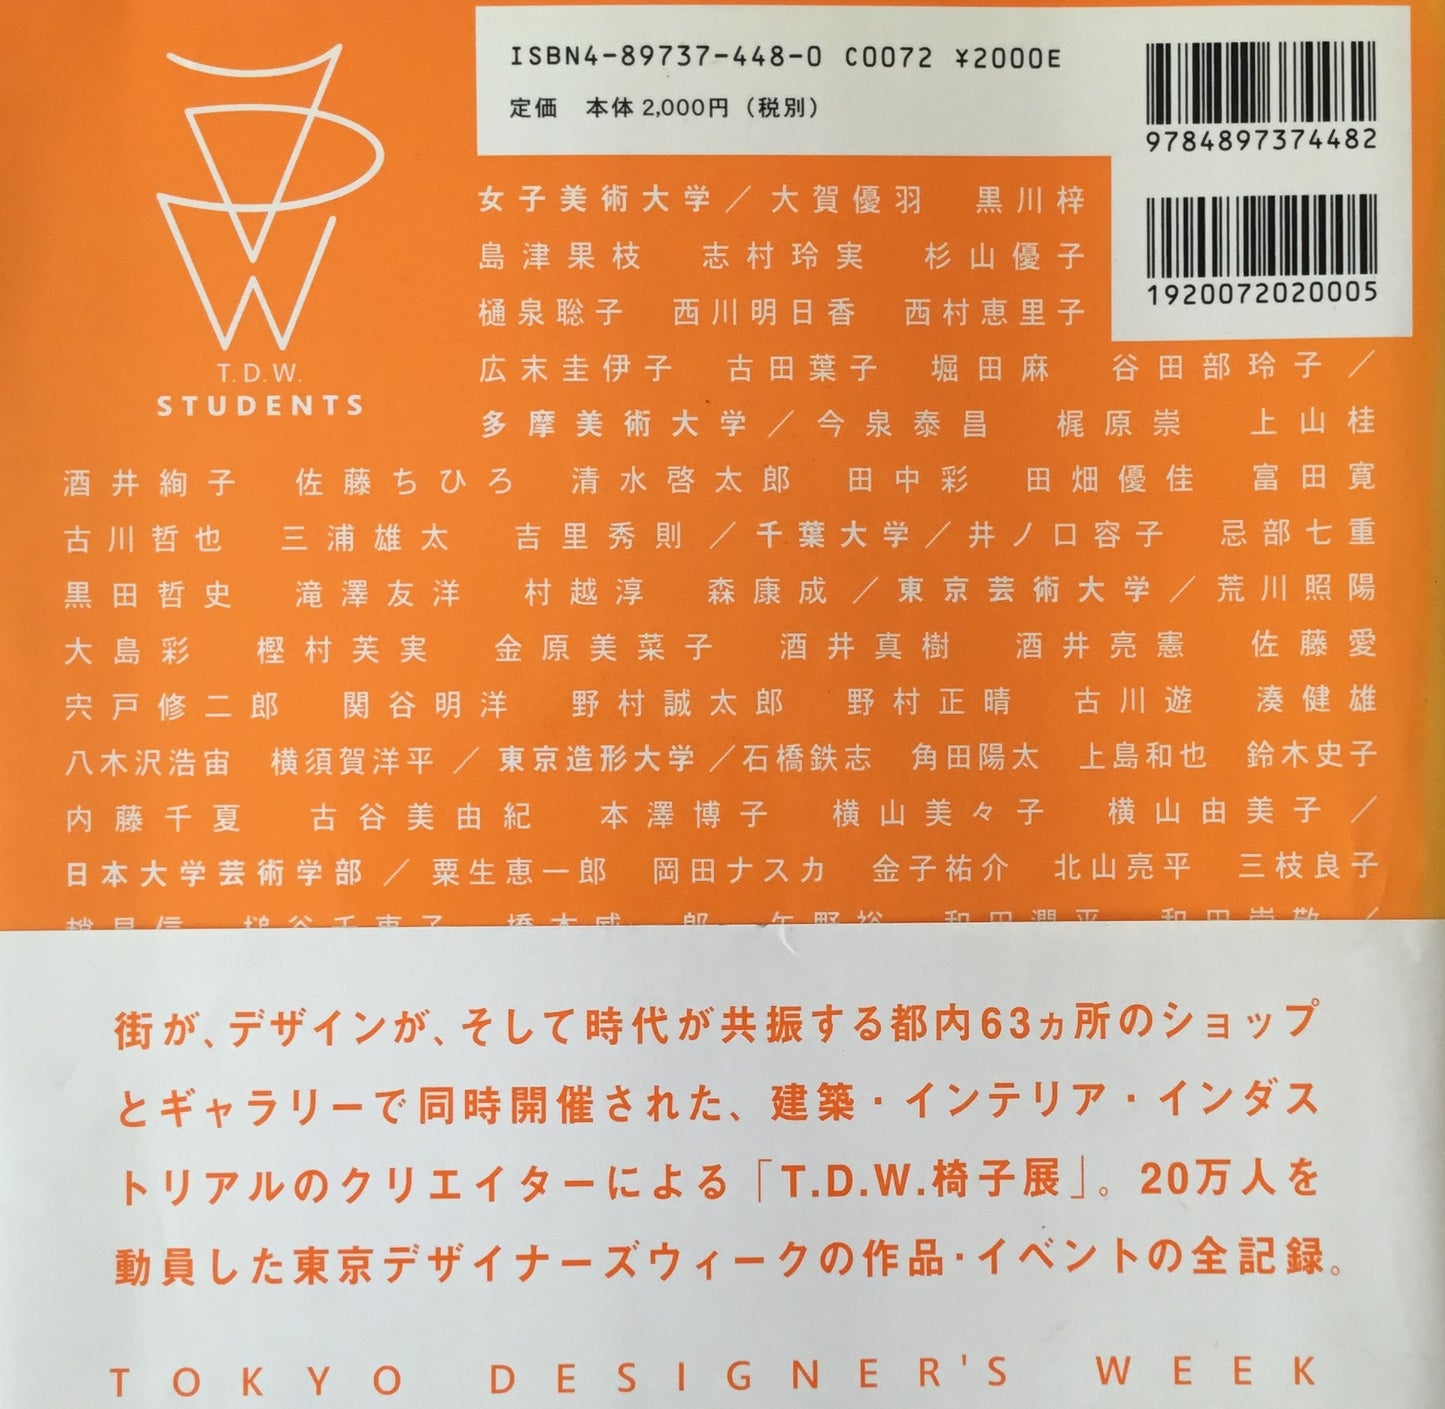 ISBN4-89737-448-0 C0072 ¥2000E
定価 本体 2,000円（税別）
9784897374482
1920072020005
T.D.W.
STUDENTS
女子美術大学／大賀優羽 黒川梓
島津果枝 志村玲実 杉山優子
樋泉聡子 西川明日香 西村恵里子
広末圭伊子 古田葉子 堀田麻 谷田部玲子／
多摩美術大学／今泉泰昌 梶原崇 上山桂
酒井絢子 佐藤ちひろ 清水啓太郎 田中彩 田畑優佳 富田寛
古川哲也 三浦雄太 吉里秀則／千葉大学／井ノ口容子 忌部七重
黒田哲史 滝澤友洋 村越淳 森康成／東京芸術大学／荒川照陽
大島彩 樫村芙実 金原美菜子 酒井真樹 酒井亮憲 佐藤愛
宍戸修二郎 関谷明洋 野村誠太郎 野村正晴 古川遊 湊健雄
八木沢浩宙 横須賀洋平／東京造形大学／石橋鉄志 角田陽太 上島和也 鈴木史子
内藤千夏 古谷美由紀 本澤博子 横山美々子 横山由美子／
日本大学芸術学部／粟生恵一郎 岡田ナスカ 金子祐介 北山亮平 三枝良子
街が、デザインが、そして時代が共振する都内63ヵ所のショップ
とギャラリーで同時開催された、建築・インテリア・インダス
トリアルのクリエイターによる「T.D.W.椅子展」。20万人を
動員した東京デザイナーズウィークの作品・イベントの全記録。
TOKYO DESIGNER'S WEEK